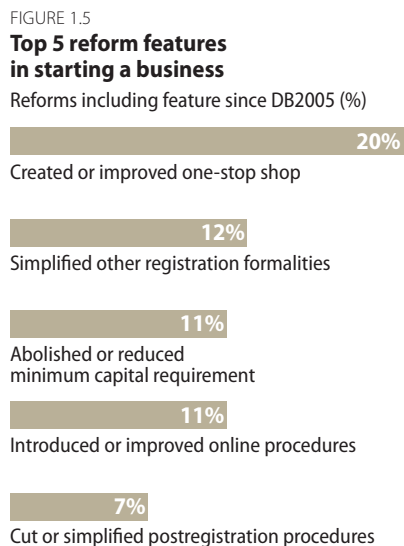 FIGURE 1.5
Top 5 reform features
in starting a business
Reforms including feature since DB2005 (%)
20%
Created or improved one-stop shop
12%
Simplified other registration formalities
11%
Abolished or reduced
minimum capital requirement
11%
Introduced or improved online procedures
7%
Cut or simplified postregistration procedures